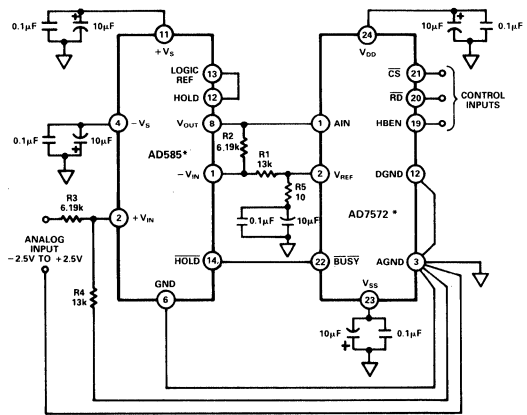 0.1μF
10μF
+
11
+VS
LOGIC
REF
13
HOLD
12
4
−VS
0.1μF
10μF
+
VOUT
8
R2
6.19k
R1
13k
AD585*
−VIN
1
R3
6.19k
2
+VIN
ANALOG
INPUT
−2.5V TO +2.5V
R4
13k
HOLD
14
GND
6
R5
10
0.1μF
10μF
+
24
VDD
+
10μF
0.1μF
CS
21
RD
20
HBEN
19
CONTROL
INPUTS
1
AIN
2
VREF
DGND
12
AD7572 *
22
BUSY
AGND
3
VSS
23
10μF
+
0.1μF